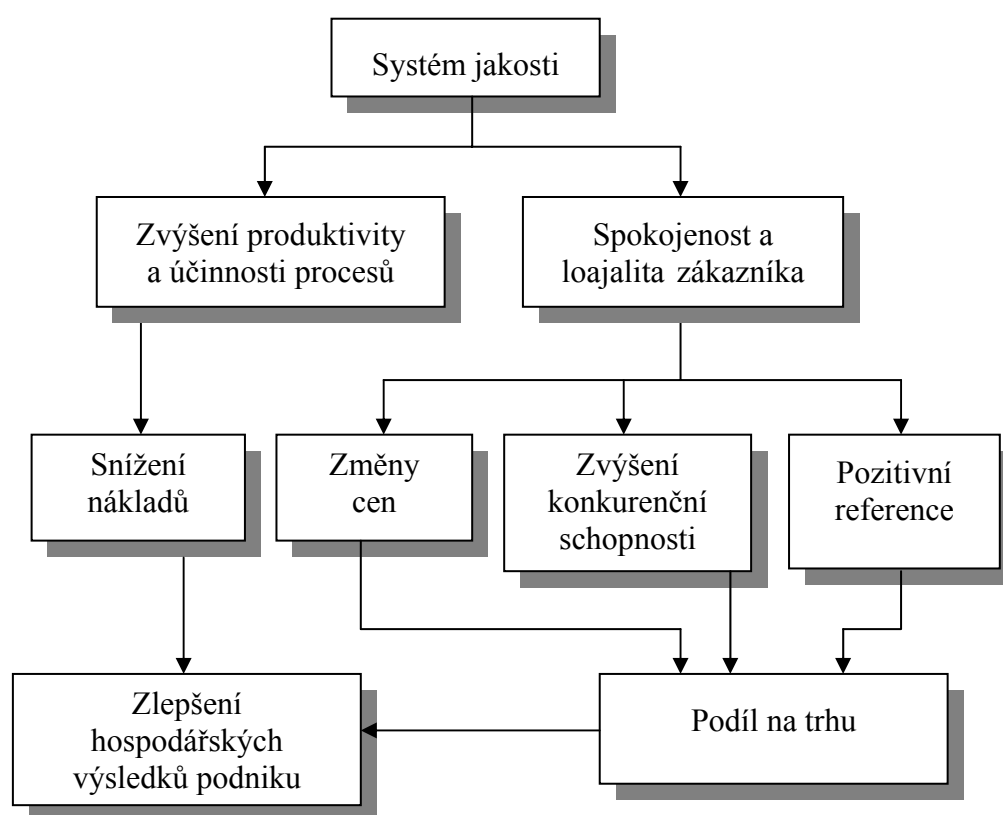 Systém jakosti
Zvýšení produktivity
a účinnosti procesů
Spokojenost a
loajalita zákazníka
Snížení
nákladů
Změny
cen
Zvýšení
konkurenční
schopnosti
Pozitivní
reference
Zlepšení
hospodářských
výsledků podniku
Podíl na trhu